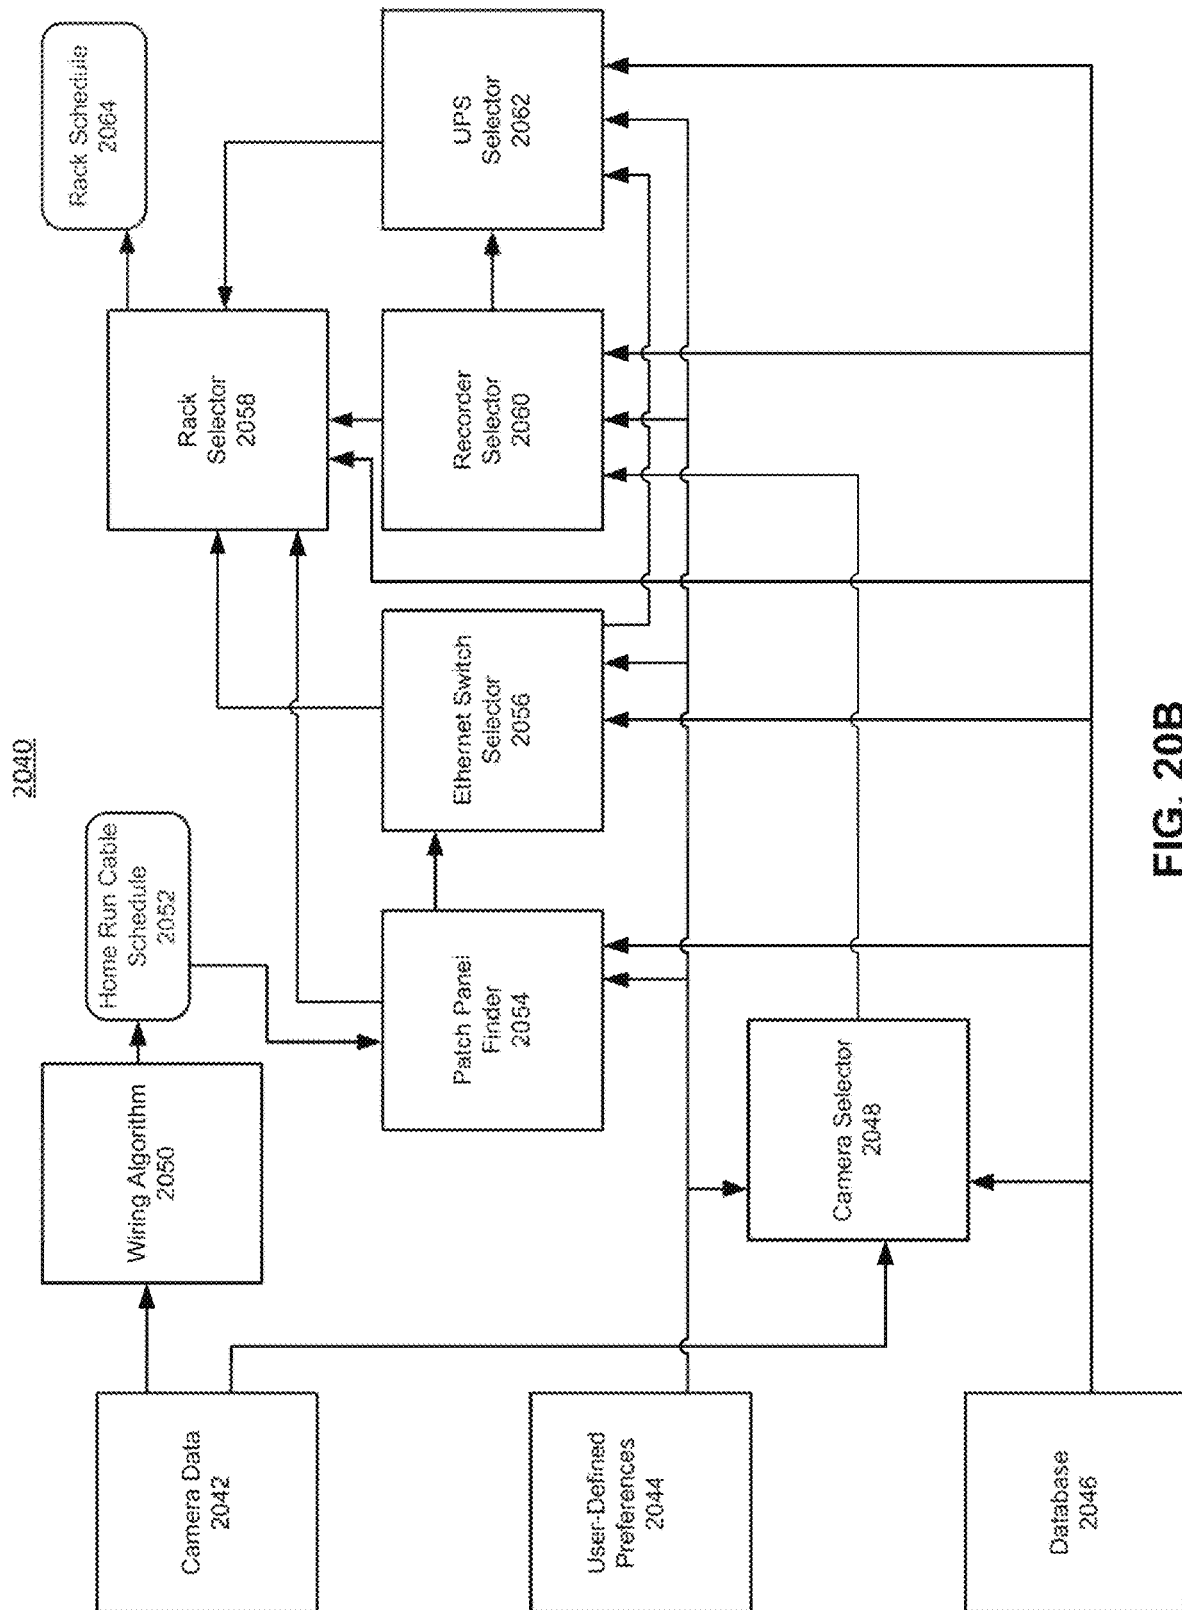 2040
Camera Data
2042
Wiring Algorithm
2050
Home Run Cable
Schedule
2052
Rack
Selector
2058
Rack Schedule
2064
User-Defined
Preferences
2044
Patch Panel
Finder
2054
Ethernet Switch
Selector
2056
Recorder
Selector
2060
UPS
Selector
2062
Camera Selector
2048
Database
2046
FIG. 20B